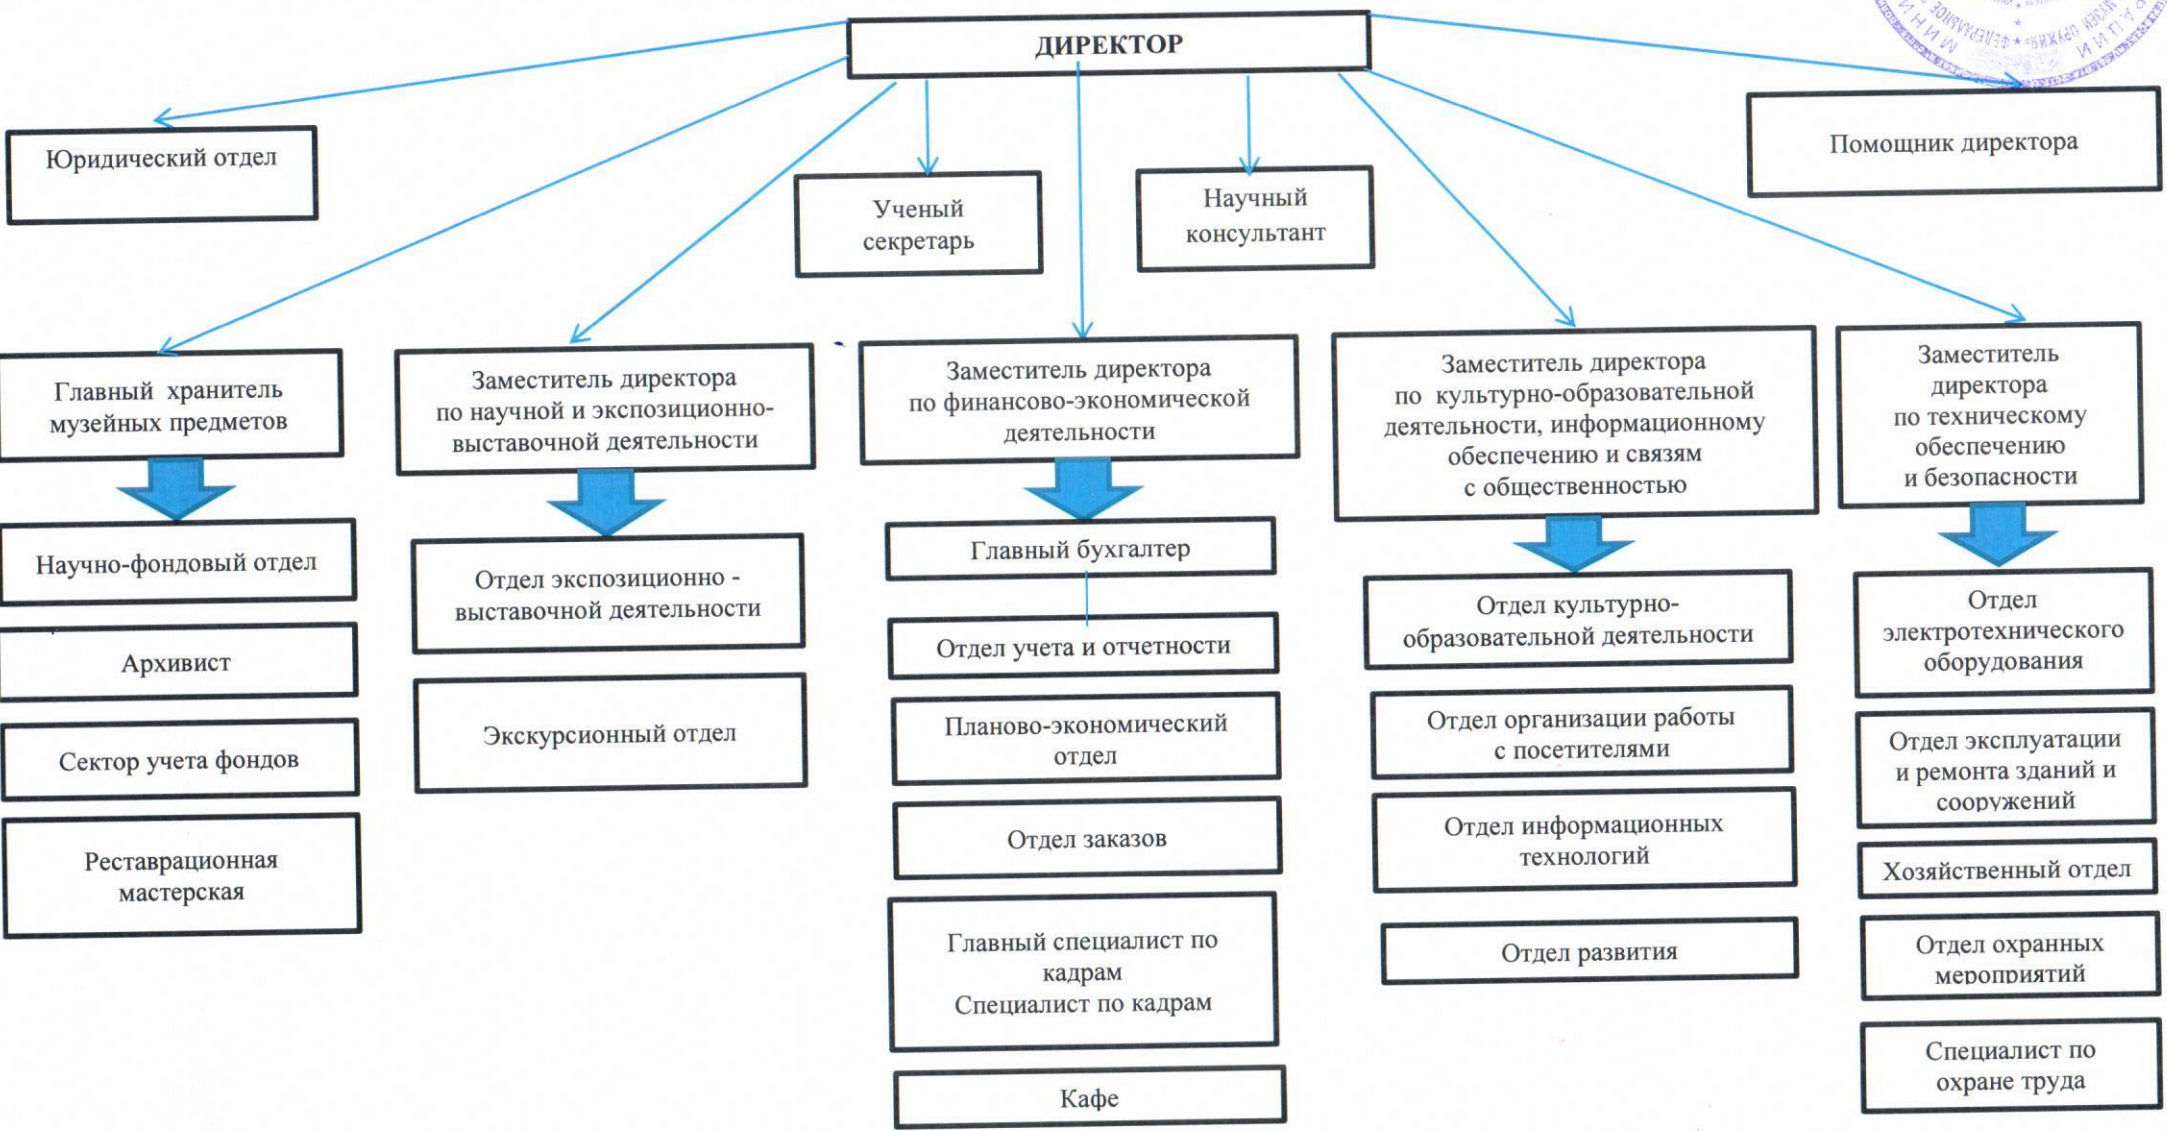 ДИРЕКТОР
Юридический отдел
Ученый
секретарь
Научный
консультант
Помощник директора
Главный хранитель
музейных предметов
Заместитель директора
по научной и экспозиционно-
выставочной деятельности
Заместитель директора
по финансово-экономической
деятельности
Заместитель директора
по культурно-образовательной
деятельности, информационному
обеспечению и связям
с общественностью
Заместитель
директора
по техническому
обеспечению
и безопасности
Научно-фондовый отдел
Архивист
Сектор учета фондов
Реставрационная
мастерская
Отдел экспозиционно -
выставочной деятельности
Экскурсионный отдел
Главный бухгалтер
Отдел учета и отчетности
Планово-экономический
отдел
Отдел заказов
Главный специалист по
кадрам
Специалист по кадрам
Кафе
Отдел культурно-
образовательной деятельности
Отдел организации работы
с посетителями
Отдел информационных
технологий
Отдел развития
Отдел
электротехнического
оборудования
Отдел эксплуатации
и ремонта зданий и
сооружений
Хозяйственный отдел
Отдел охранных
мероприятий
Специалист по
охране труда
МУЗЕЙ ОРУЖИЯ» ★ ФЕДЕРАЛЬНОЕ